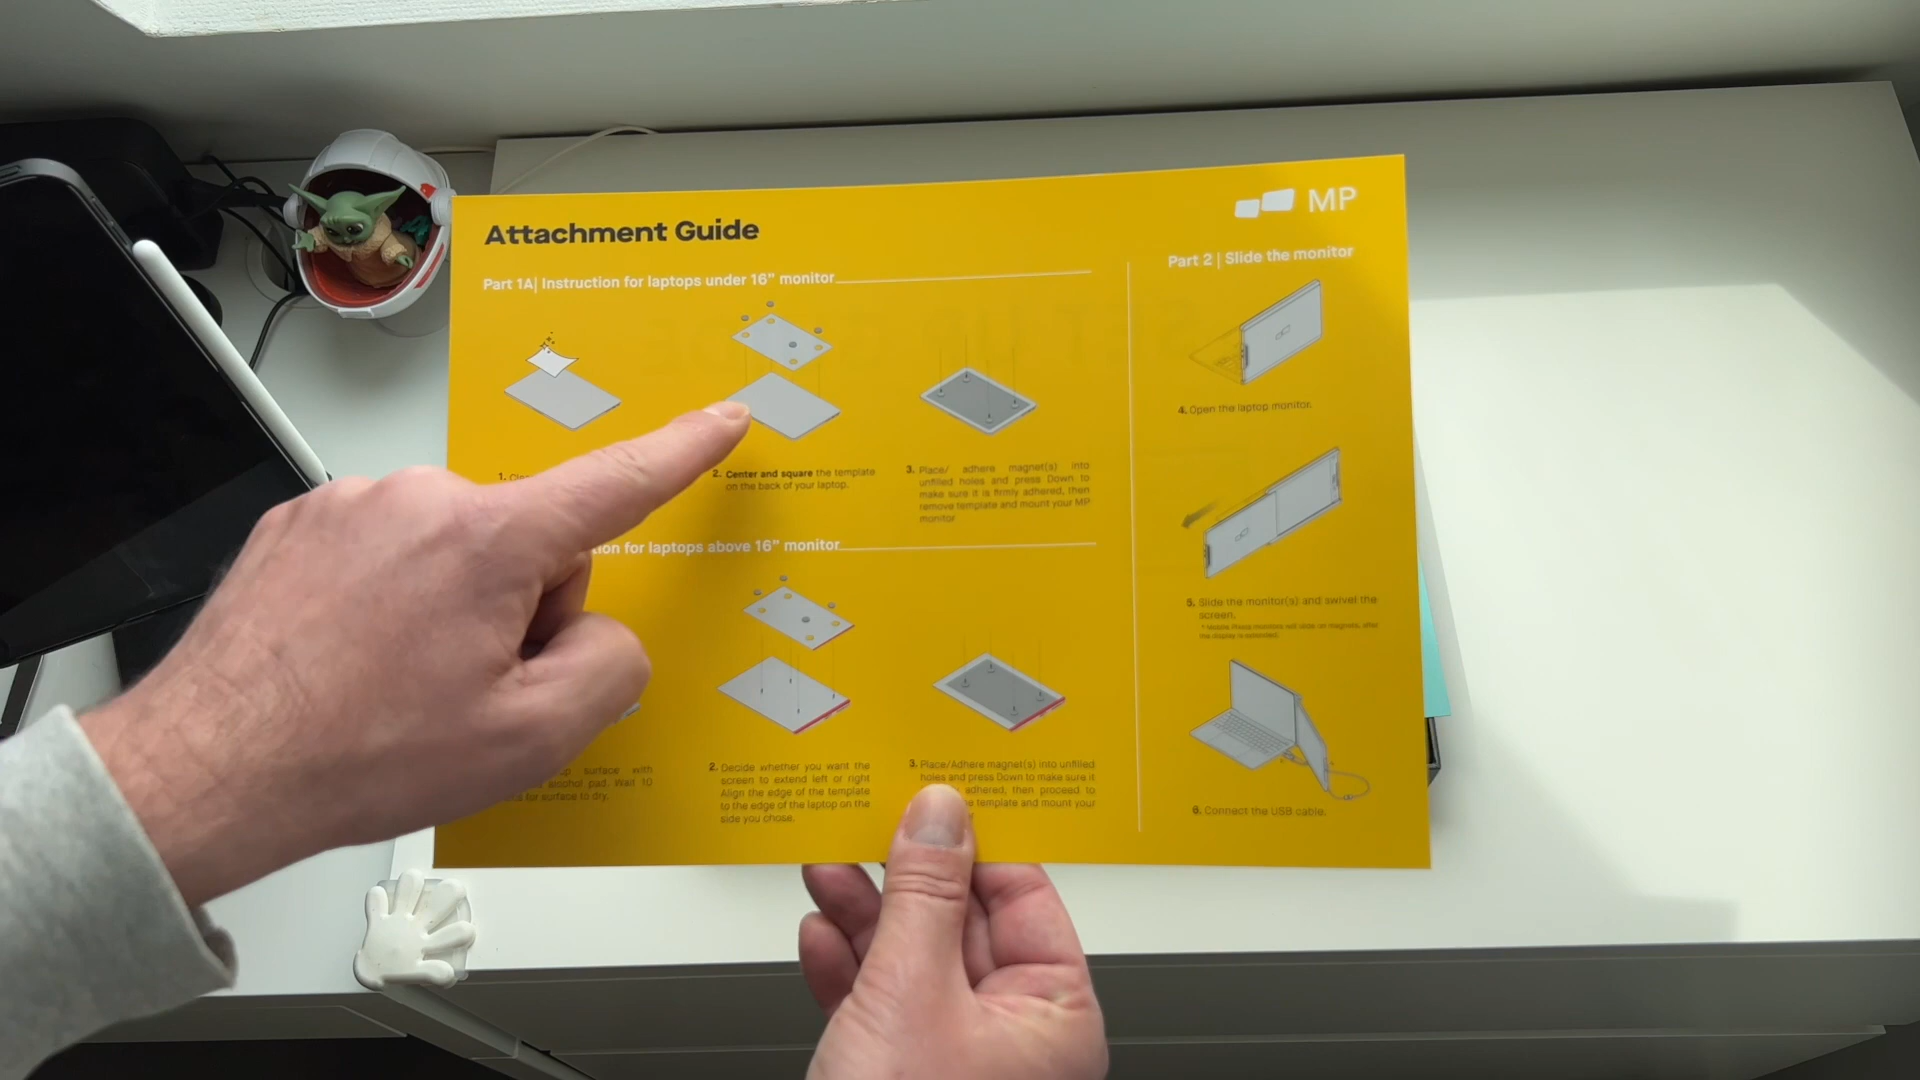 MP
Attachment Guide
Part 1A| Instruction for laptops under 16" monitor
1.
2. Center and square the template
on the back of your laptop.
3. Place/ adhere magnet(s) into
unfilled holes and press Down to
make sure it is firmly adhered, then
remove template and mount your MP
monitor
for laptops above 16" monitor
surface with
alcohol pad. Wait 10
for surface to dry.
2. Decide whether you want the
screen to extend left or right
Align the edge of the template
to the edge of the laptop on the
side you chose.
3. Place/Adhere magnet(s) into unfilled
holes and press Down to make sure it
adhered, then proceed to
template and mount your
Part 2 | Slide the monitor
4. Open the laptop monitor.
5. Slide the monitor(s) and swivel the
screen.
the display is extended.
6. Connect the USB cable.